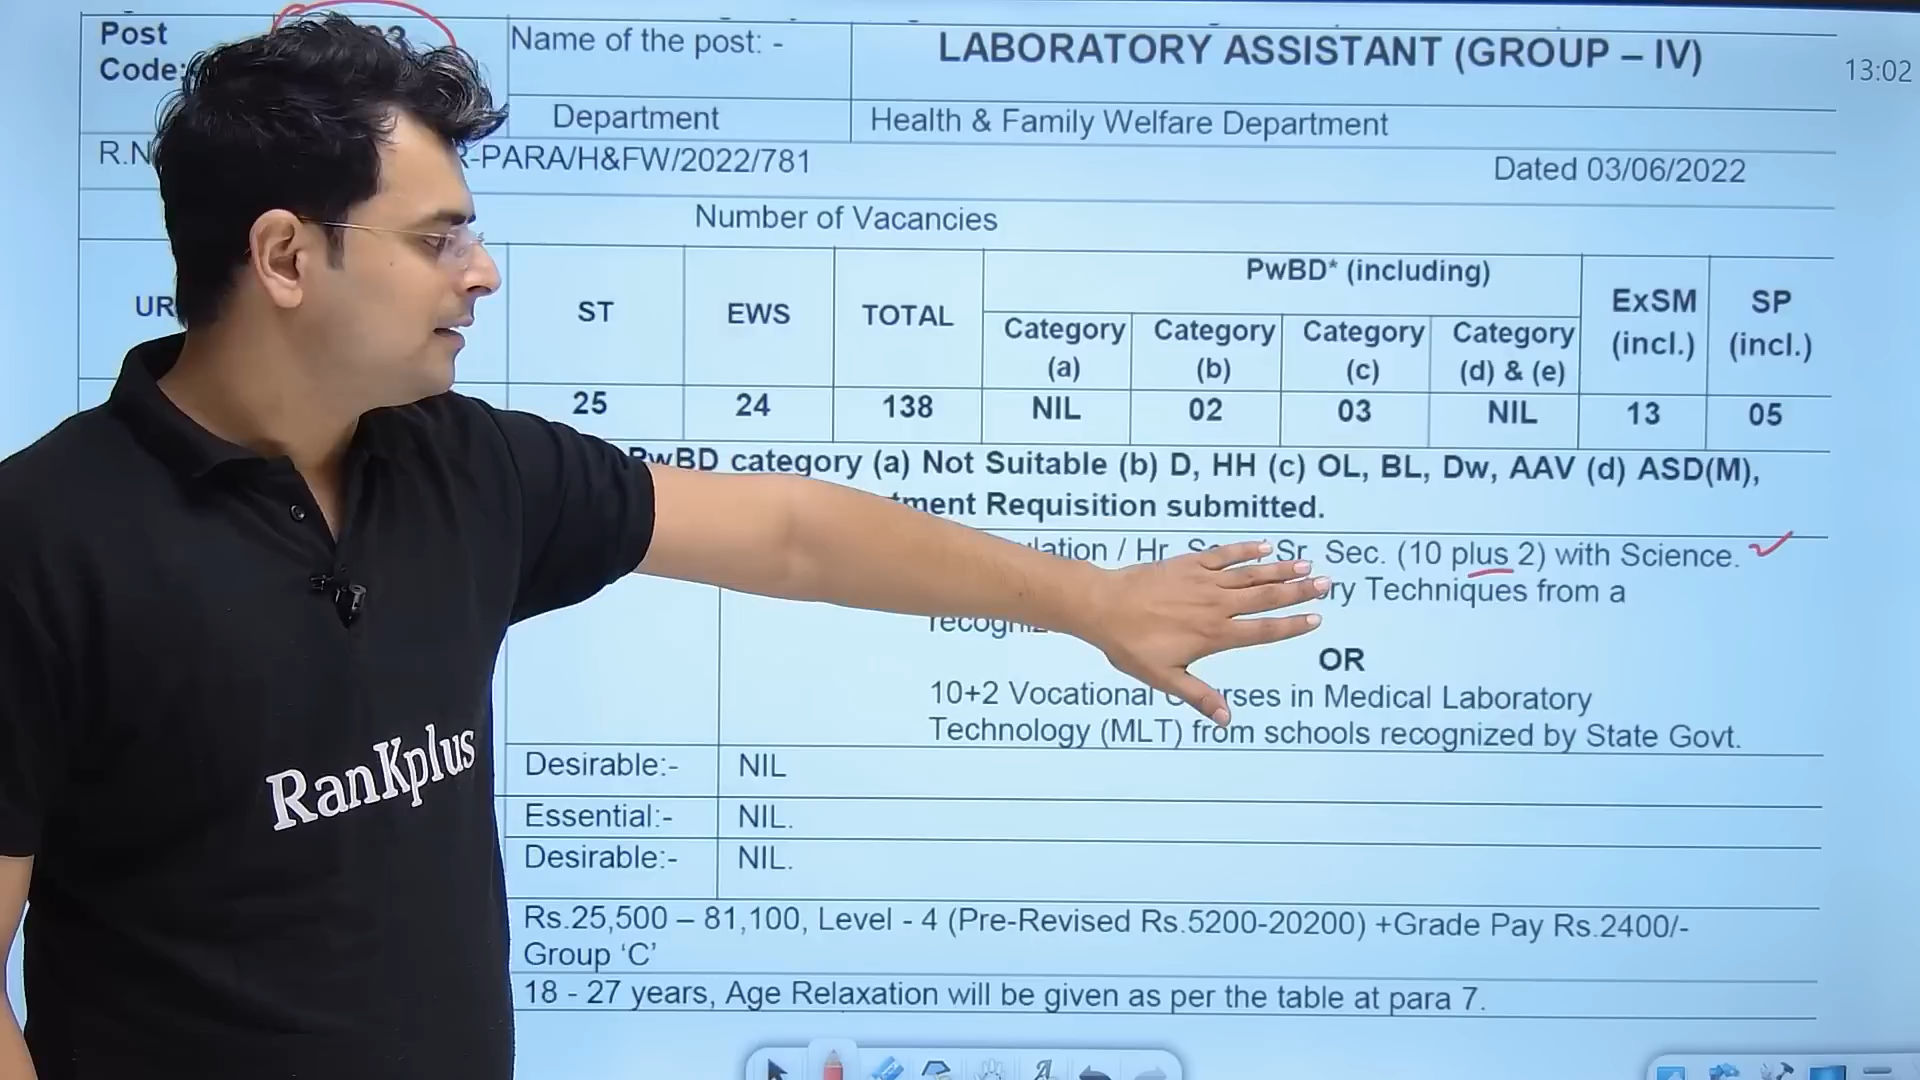 Post
Code:
Name of the post: -
LABORATORY ASSISTANT (GROUP – IV)
13:02
Department
Health & Family Welfare Department
-PARA/H&FW/2022/781
Dated 03/06/2022
Number of Vacancies
UR
ST
EWS
TOTAL
PwBD* (including)
Category
(a)
Category
(b)
Category
(c)
Category
(d) & (e)
ExSM
(incl.)
SP
(incl.)
25
24
138
NIL
02
03
NIL
13
05
PwBD category (a) Not Suitable (b) D, HH (c) OL, BL, Dw, AAV (d) ASD(M),
Requisition submitted.
/ Hr. Sr. Sec. (10 plus 2) with Science.
Techniques from a
OR
10+2 Vocational in Medical Laboratory
Technology (MLT) from schools recognized by State Govt.
Desirable:-
NIL
Essential:-
NIL.
Desirable:-
NIL.
Rs.25,500 – 81,100, Level - 4 (Pre-Revised Rs.5200-20200) +Grade Pay Rs.2400/-
Group ‘C’
18 - 27 years, Age Relaxation will be given as per the table at para 7.
RanKplus